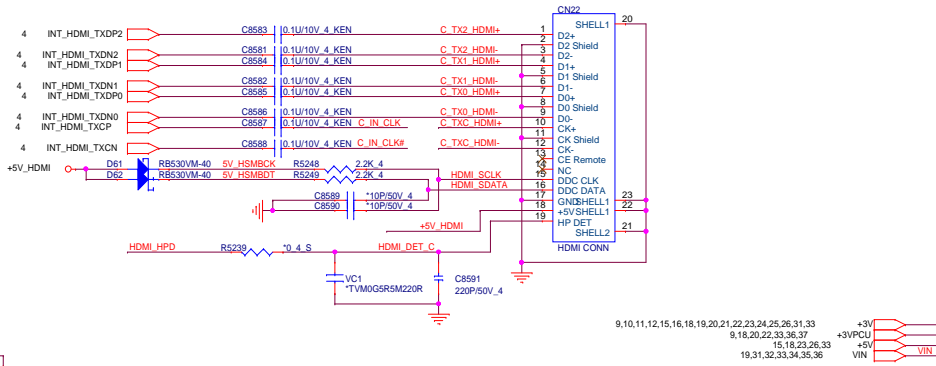 CN22
4 INT_HDMI_TXDP2 C8583 0.1U/10V_4_KEN C_TX2_HDMI+ 1 D2+ SHELL1 20
2 D2 Shield
4 INT_HDMI_TXDN2 C8581 0.1U/10V_4_KEN C_TX2_HDMI- 3 D2-
4 INT_HDMI_TXDP1 C8584 0.1U/10V_4_KEN C_TX1_HDMI+ 4 D1+
5 D1 Shield
4 INT_HDMI_TXDN1 C8582 0.1U/10V_4_KEN C_TX1_HDMI- 6 D1-
4 INT_HDMI_TXDP0 C8585 0.1U/10V_4_KEN C_TX0_HDMI+ 7 D0+
8 D0 Shield
4 INT_HDMI_TXDN0 C8586 0.1U/10V_4_KEN C_TX0_HDMI- 9 D0-
4 INT_HDMI_TXCP C8587 0.1U/10V_4_KEN C_IN_CLK C_TXC_HDMI+ 10 CK+
11 CK Shield
4 INT_HDMI_TXCN C8588 0.1U/10V_4_KEN C_IN_CLK# C_TXC_HDMI- 12 CK-
13 CE Remote
14 NC
+5V_HDMI D61 RB530VM-40 5V_HSMBCK R5248 2.2K_4 HDMI_SCLK 15 DDC CLK
D62 RB530VM-40 5V_HSMBDT R5249 2.2K_4 HDMI_SDATA 16 DDC DATA
C8589 *10P/50V_4 17 GND SHELL1 23
C8590 *10P/50V_4 18 +5V SHELL1 22
+5V_HDMI 19 HP DET
SHELL2 21
HDMI CONN
HDMI_HPD R5239 *0_4_S HDMI_DET_C
VC1
*TVM0G5R5M220R
C8591
220P/50V_4
9,10,11,12,15,16,18,19,20,21,22,23,24,25,26,31,33 +3V
9,18,20,22,33,36,37 +3VPCU
15,18,23,26,33 +5V
19,31,32,33,34,35,36 VIN VIN